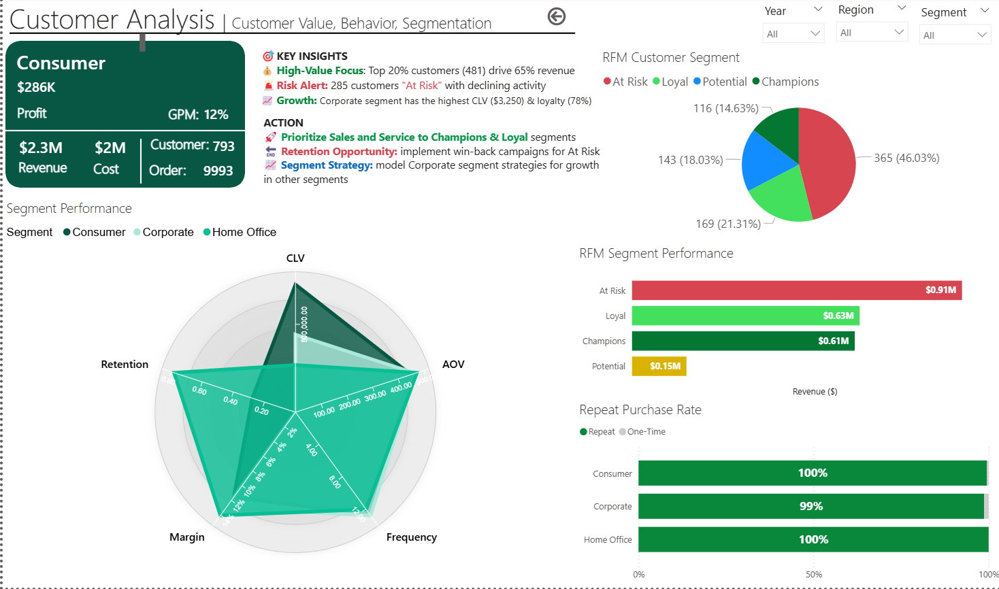 Customer Analysis | Customer Value, Behavior, Segmentation
Year
Region
Segment
All
All
All
Consumer
$286K
Profit
GPM: 12%
$2.3M
Revenue
$2M
Cost
Customer: 793
Order: 9993
KEY INSIGHTS
High-Value Focus: Top 20% customers (481) drive 65% revenue
Risk Alert: 285 customers "At Risk" with declining activity
Growth: Corporate segment has the highest CLV ($3,250) & loyalty (78%)
ACTION
Prioritize Sales and Service to Champions & Loyal segments
END Retention Opportunity: implement win-back campaigns for At Risk
Segment Strategy: model Corporate segment strategies for growth
in other segments
RFM Customer Segment
At Risk Loyal Potential Champions
116 (14.63%)
143 (18.03%)
365 (46.03%)
169 (21.31%)
Segment Performance
Segment Consumer Corporate Home Office
CLV
800,000.00
Retention
0.80
0.60
0.40
0.20
AOV
100.00
200.00
300.00
400.00
2%
4%
6%
8%
10%
12%
14%
4.00
8.00
12.00
Margin
Frequency
RFM Segment Performance
At Risk $0.91M
Loyal $0.63M
Champions $0.61M
Potential $0.15M
Revenue ($)
Repeat Purchase Rate
Repeat One-Time
Consumer 100%
Corporate 99%
Home Office 100%
0% 50% 100%